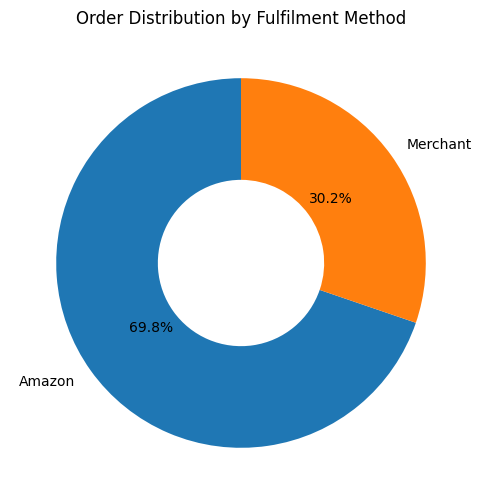 Order Distribution by Fulfilment Method
Merchant
30.2%
69.8%
Amazon